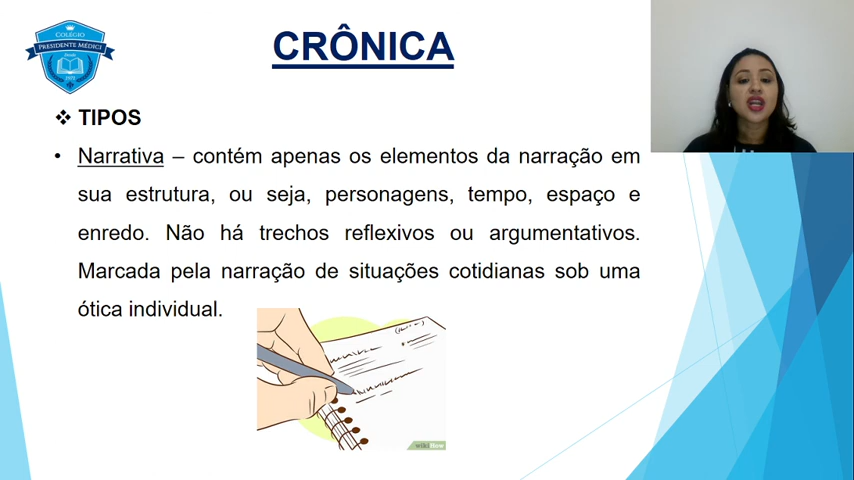 COLÉGIO
PRESIDENTE MÉDICI
CRÔNICA
TIPOS
• Narrativa – contém apenas os elementos da narração em
sua estrutura, ou seja, personagens, tempo, espaço e
enredo. Não há trechos reflexivos ou argumentativos.
Marcada pela narração de situações cotidianas sob uma
ótica individual.
wikiHow